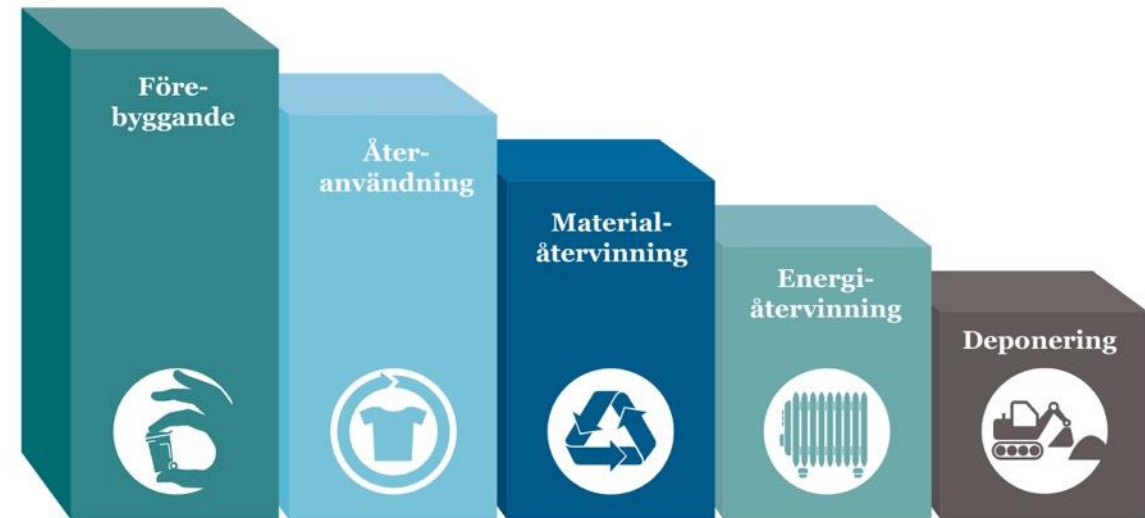 Före-
byggande
Åter-
användning
Material-
återvinning
Energi-
återvinning
Deponering